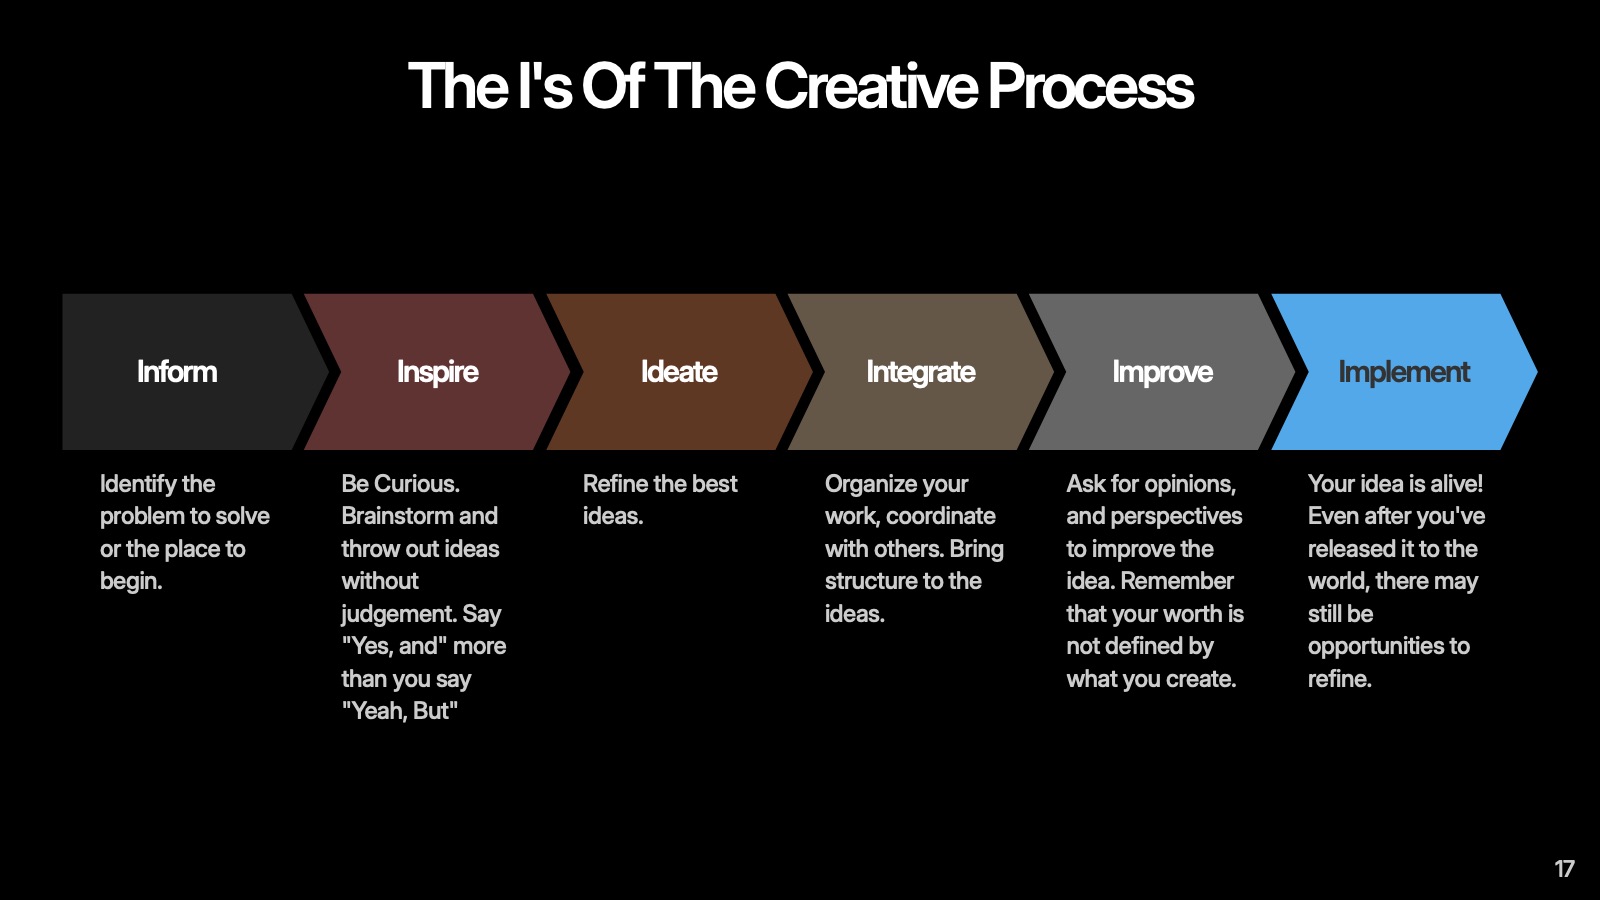 The I's Of The Creative Process
Inform
Inspire
Ideate
Integrate
Improve
Implement
Identify the
problem to solve
or the place to
begin.
Be Curious.
Brainstorm and
throw out ideas
without
judgement. Say
"Yes, and" more
than you say
"Yeah, But"
Refine the best
ideas.
Organize your
work, coordinate
with others. Bring
structure to the
ideas.
Ask for opinions,
and perspectives
to improve the
idea. Remember
that your worth is
not defined by
what you create.
Your idea is alive!
Even after you've
released it to the
world, there may
still be
opportunities to
refine.
17